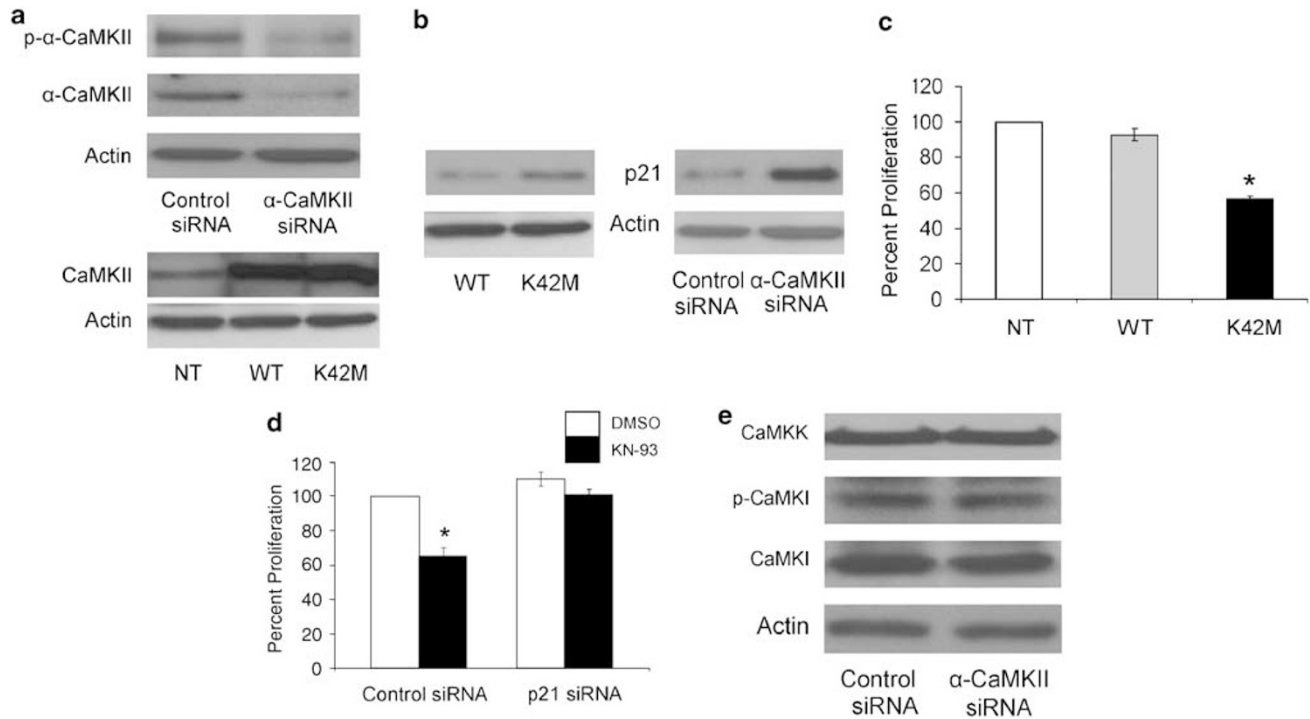 a
p-α-CaMKII
α-CaMKII
Actin
Control siRNA
α-CaMKII siRNA
CaMKII
Actin
NT WT K42M
b
p21
Actin
WT K42M
Control siRNA
α-CaMKII siRNA
c
Percent Proliferation
120
100
80
60
40
20
0
*
NT WT K42M
d
DMSO
KN-93
Percent Proliferation
120
100
80
60
40
20
0
*
Control siRNA p21 siRNA
e
CaMKK
p-CaMKI
CaMKI
Actin
Control siRNA
α-CaMKII siRNA